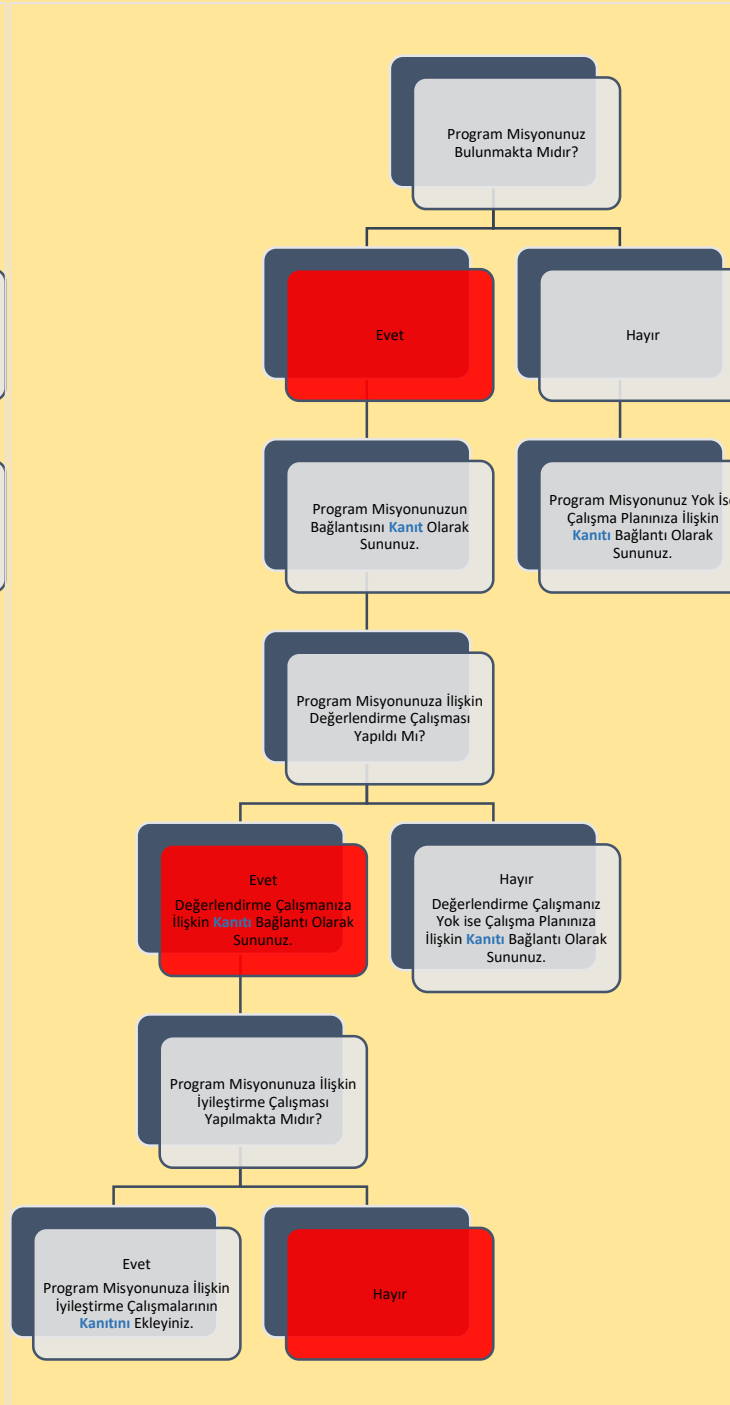 Program Misyonunuz
Bulunmakta Mıdır?
Evet
Hayır
Program Misyonunuzun
Bağlantısını Kanıt Olarak
Sununuz.
Program Misyonunuz Yok İse
Çalışma Planınıza İlişkin
Kanıtı Bağlantı Olarak
Sununuz.
Program Misyonunuza İlişkin
Değerlendirme Çalışması
Yapıldı Mı?
Evet
Değerlendirme Çalışmanıza
İlişkin Kanıtı Bağlantı Olarak
Sununuz.
Hayır
Değerlendirme Çalışmanız
Yok ise Çalışma Planınıza
İlişkin Kanıtı Bağlantı Olarak
Sununuz.
Program Misyonunuza İlişkin
İyileştirme Çalışması
Yapılmakta Mıdır?
Evet
Program Misyonunuza İlişkin
İyileştirme Çalışmalarının
Kanıtını Ekleyiniz.
Hayır